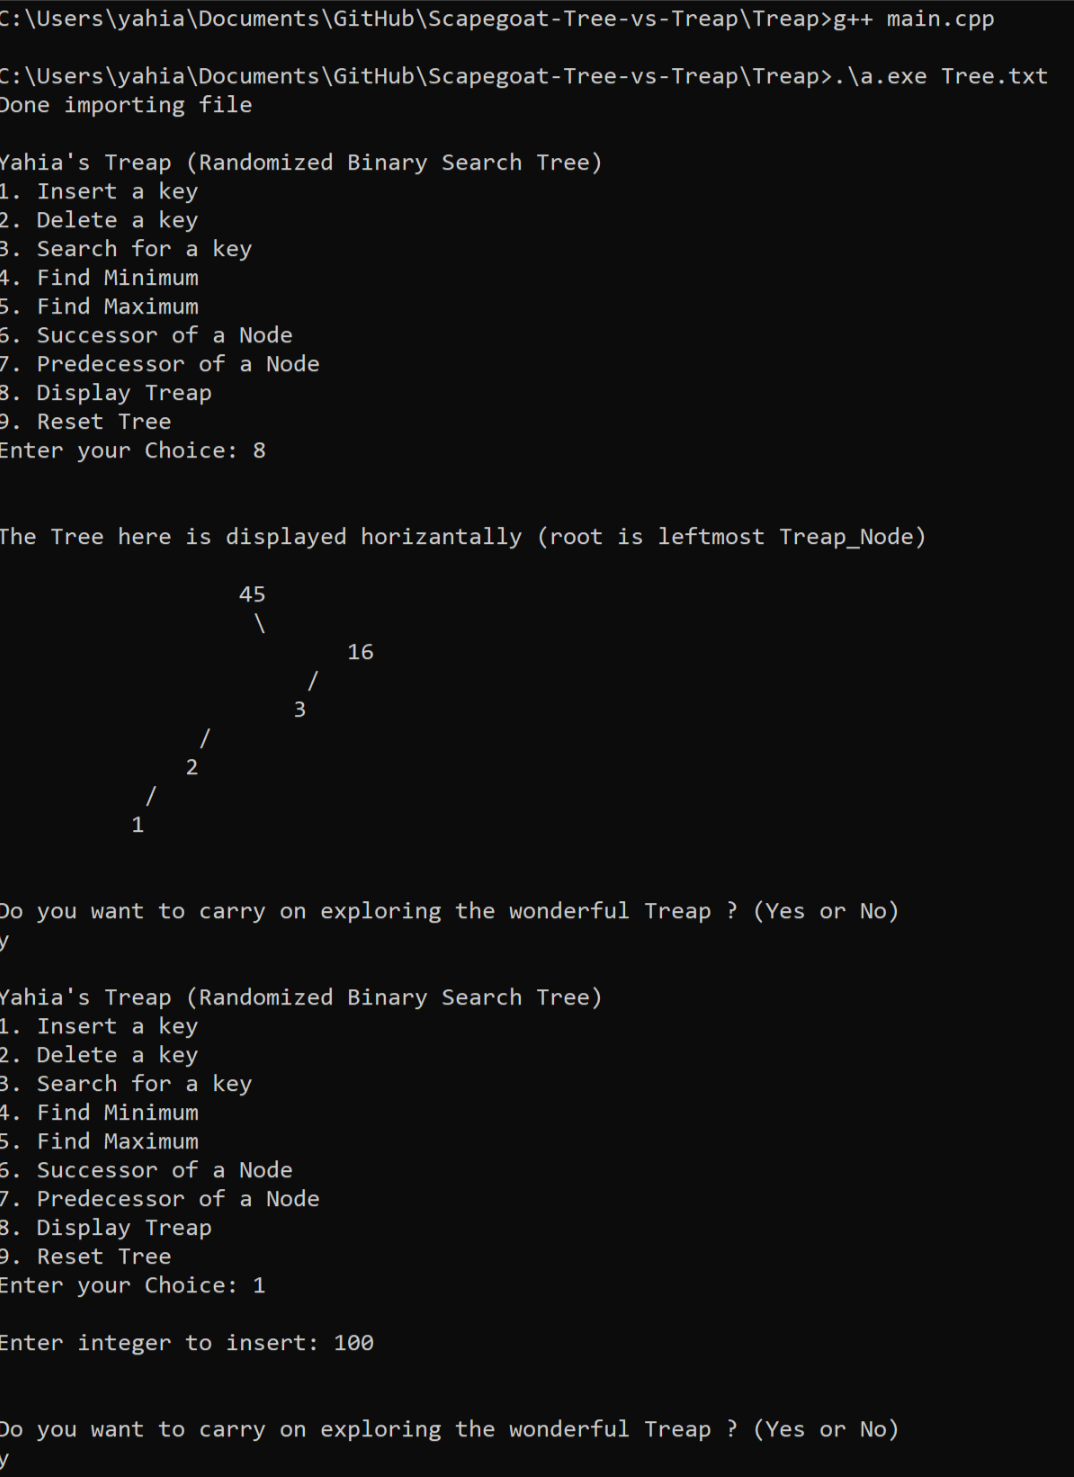 C:\Users\yahia\Documents\GitHub\Scapegoat-Tree-vs-Treap\Treap>g++ main.cpp
C:\Users\yahia\Documents\GitHub\Scapegoat-Tree-vs-Treap\Treap>.\a.exe Tree.txt
Done importing file
Yahia's Treap (Randomized Binary Search Tree)
1. Insert a key
2. Delete a key
3. Search for a key
4. Find Minimum
5. Find Maximum
6. Successor of a Node
7. Predecessor of a Node
8. Display Treap
9. Reset Tree
Enter your Choice: 8
The Tree here is displayed horizantally (root is leftmost Treap_Node)
45
\
16
/
3
/
2
/
1
Do you want to carry on exploring the wonderful Treap ? (Yes or No)
y
Yahia's Treap (Randomized Binary Search Tree)
1. Insert a key
2. Delete a key
3. Search for a key
4. Find Minimum
5. Find Maximum
6. Successor of a Node
7. Predecessor of a Node
8. Display Treap
9. Reset Tree
Enter your Choice: 1
Enter integer to insert: 100
Do you want to carry on exploring the wonderful Treap ? (Yes or No)
y